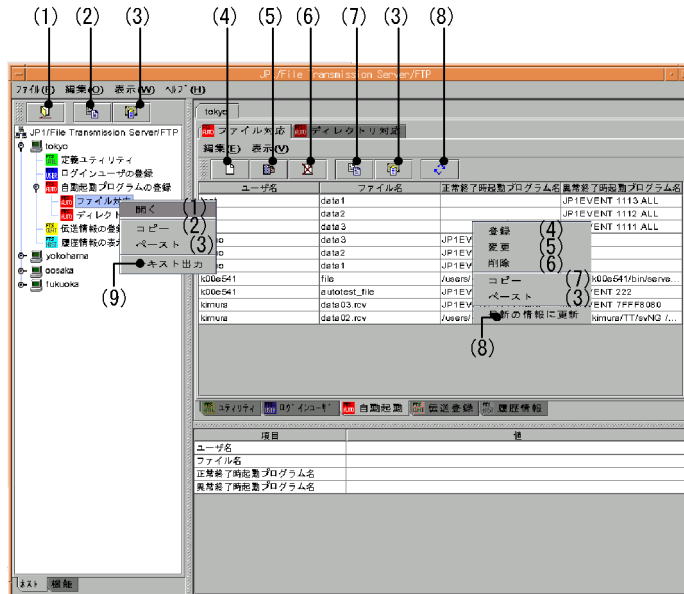 (1) (2) (3) (4) (5) (6) (7) (3) (8)
JP1/File Transmission Server/FTP
ファイル(F) 編集(O) 表示(W) ヘルプ(H)
JP1/File Transmission Server/FTP
tokyo
定義ユティリティ
ログインユーザの登録
自動起動プログラムの登録
ファイル対応
ディレクト
伝送情報の登
履歴情報の表
yokohama
oosaka
fukuoka
開く (1)
コピー (2)
ペースト (3)
キスト出力
(9)
ホスト 機能
tokyo
ファイル対応 ディレクトリ対応
編集(E) 表示(V)
ユーザ名 ファイル名 正常終了時起動プログラム名 異常終了時起動プログラム名
data1 JP1EVENT 1113 ALL
data2 JP1EVENT 1112 ALL
data1 VENT 1111 ALL
data3 JP1EV
data2 JP1EV
data1 JP1EV
k00e541 file /users/ k00e541/bin/serve...
k00e541 autotest_file JP1EV VENT 222
kimura data03.rcv JP1EV VENT 7FFF8080
kimura data02.rcv /users/ kimura/TT/svNG /...
登録 (4)
変更 (5)
削除 (6)
コピー (7)
ペースト (3)
最新の情報に更新
(8)
ユティリティ ログインユーザ 自動起動 伝送登録 履歴情報
項目 値
ユーザ名
ファイル名
正常終了時起動プログラム名
異常終了時起動プログラム名